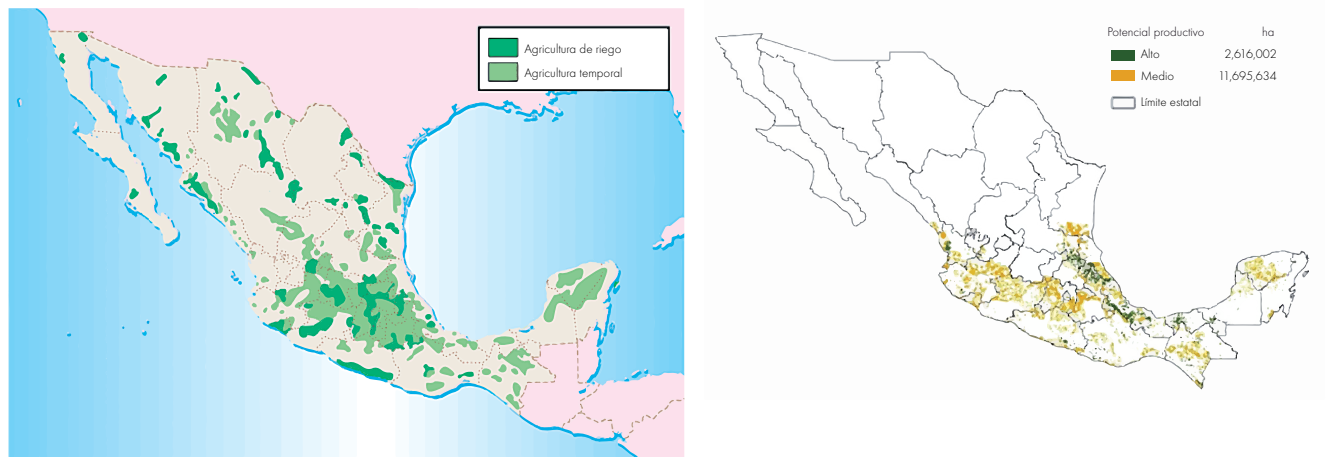 Agricultura de riego
Agricultura temporal
Potencial productivo ha
Alto 2,616,002
Medio 11,695,634
Límite estatal